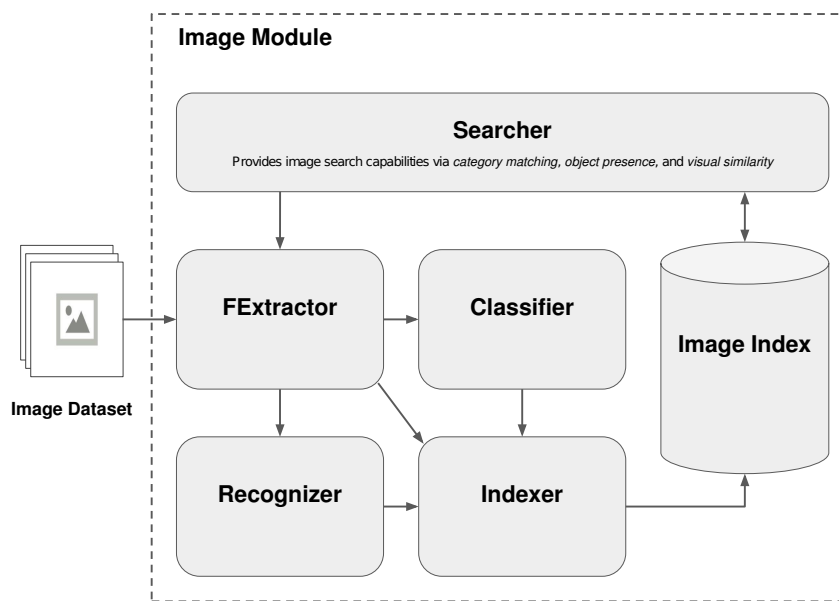 Image Module
Searcher
Provides image search capabilities via category matching, object presence, and visual similarity
FExtractor
Classifier
Image Index
Image Dataset
Recognizer
Indexer